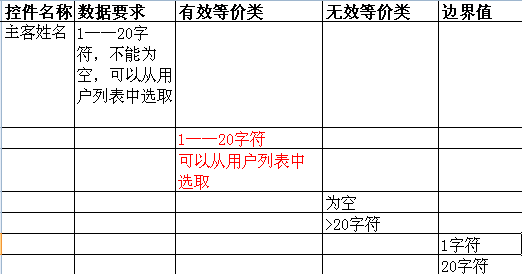 控件名称 数据要求 有效等价类 无效等价类 边界值
主客姓名 1——20字
符，不能为
空，可以从用
户列表中选取
1——20字符
可以从用户列表中
选取
为空
>20字符
1字符
20字符